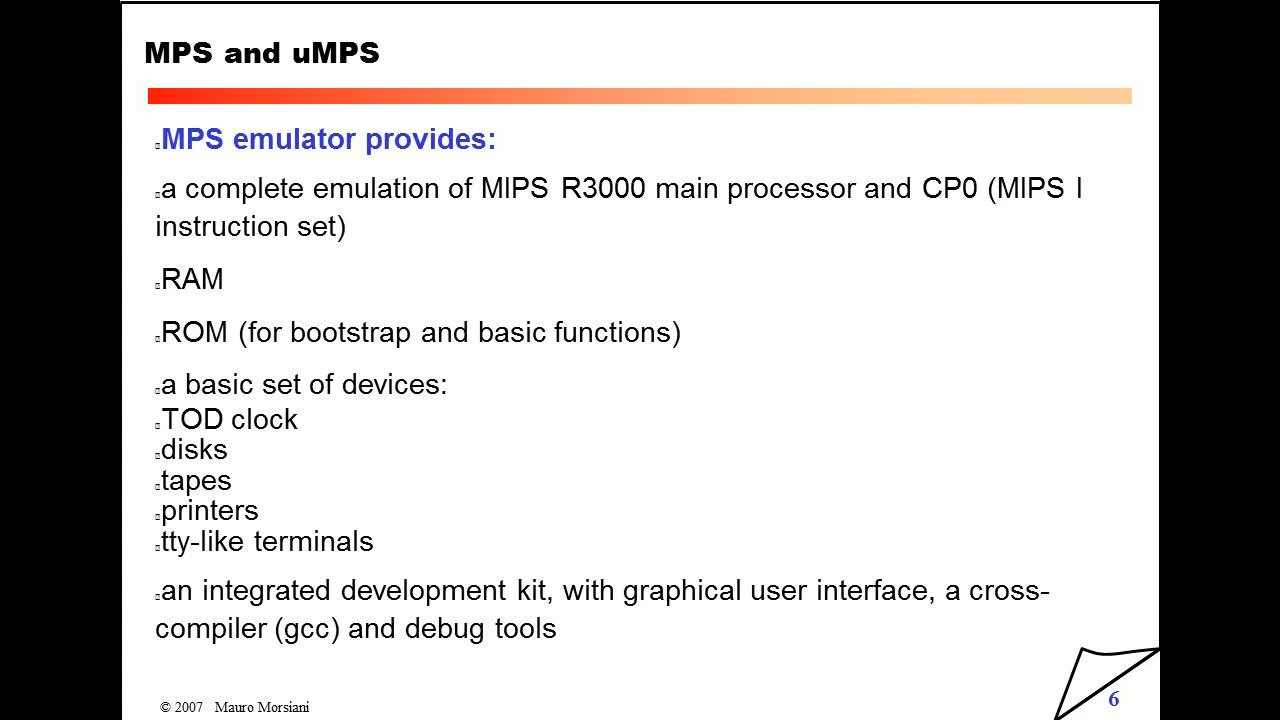 MPS and uMPS
MPS emulator provides:
a complete emulation of MIPS R3000 main processor and CP0 (MIPS I
instruction set)
RAM
ROM (for bootstrap and basic functions)
a basic set of devices:
TOD clock
disks
tapes
printers
tty-like terminals
an integrated development kit, with graphical user interface, a cross-
compiler (gcc) and debug tools
© 2007 Mauro Morsiani
6